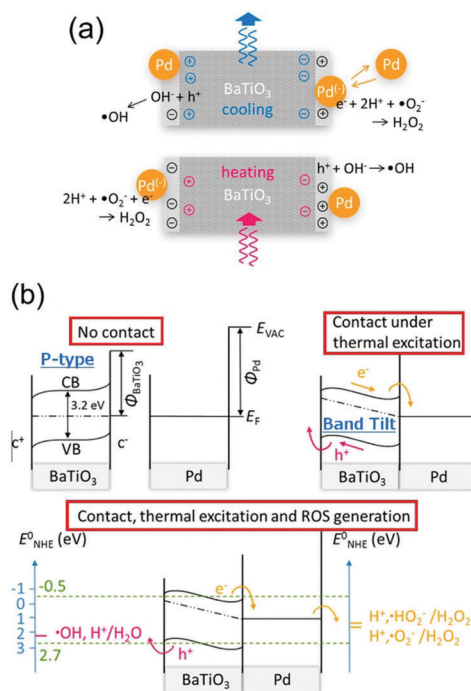 (a)
Pd
Pd
BaTiO₃
Pd⁽⁻⁾
OH⁻ + h⁺
cooling
e⁻ + 2H⁺ + •O₂⁻
•OH
→ H₂O₂
heating
h⁺ + OH⁻ → •OH
Pd⁽⁻⁾
BaTiO₃
2H⁺ + •O₂⁻ + e⁻
Pd
→ H₂O₂
(b)
No contact
E_VAC
Contact under
thermal excitation
P-type
Φ_BaTiO₃
Φ_Pd
CB
3.2 eV
E_F
VB
c⁺
c⁻
BaTiO₃
Pd
e⁻
Band Tilt
h⁺
BaTiO₃
Pd
Contact, thermal excitation and ROS generation
E⁰_NHE (eV)
E⁰_NHE (eV)
-1
-0.5
0
1
2
3
2.7
•OH, H⁺/H₂O
e⁻
h⁺
H⁺,•HO₂⁻/H₂O₂
H⁺,•O₂⁻/H₂O₂
BaTiO₃
Pd